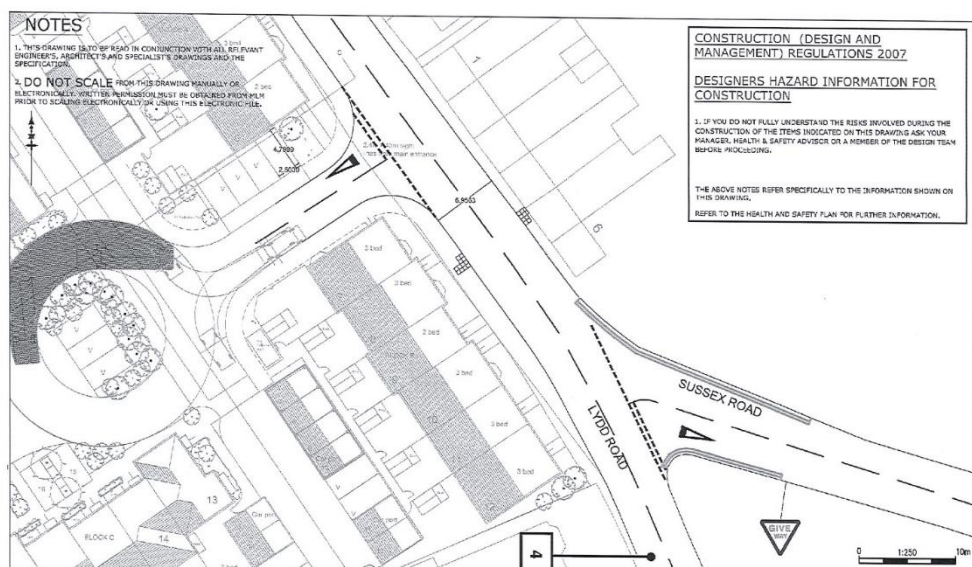 NOTES
1. THIS DRAWING IS TO BE READ IN CONJUNCTION WITH ALL RELEVANT
ENGINEER'S, ARCHITECT'S AND SPECIALIST'S DRAWINGS AND THE
SPECIFICATION.
2. DO NOT SCALE FROM THIS DRAWING MANUALLY OR
ELECTRONICALLY. WRITTEN PERMISSION MUST BE OBTAINED FROM MLM
PRIOR TO SCALING ELECTRONICALLY OR USING THIS ELECTRONIC FILE.
CONSTRUCTION (DESIGN AND
MANAGEMENT) REGULATIONS 2007
DESIGNERS HAZARD INFORMATION FOR
CONSTRUCTION
1. IF YOU DO NOT FULLY UNDERSTAND THE RISKS INVOLVED DURING THE
CONSTRUCTION OF THE ITEMS INDICATED ON THIS DRAWING ASK YOUR
MANAGER, HEALTH & SAFETY ADVISOR OR A MEMBER OF THE DESIGN TEAM
BEFORE PROCEEDING.
THE ABOVE NOTES REFER SPECIFICALLY TO THE INFORMATION SHOWN ON
THIS DRAWING.
REFER TO THE HEALTH AND SAFETY PLAN FOR FURTHER INFORMATION.
3 bed
2 bed
main entrance
1
6
3 bed
3 bed
2 bed
2 bed
3 bed
3 bed
SUSSEX ROAD
LYDD ROAD
13
14
BLOCK C
GIVE
WAY
4
0 1:250 10m